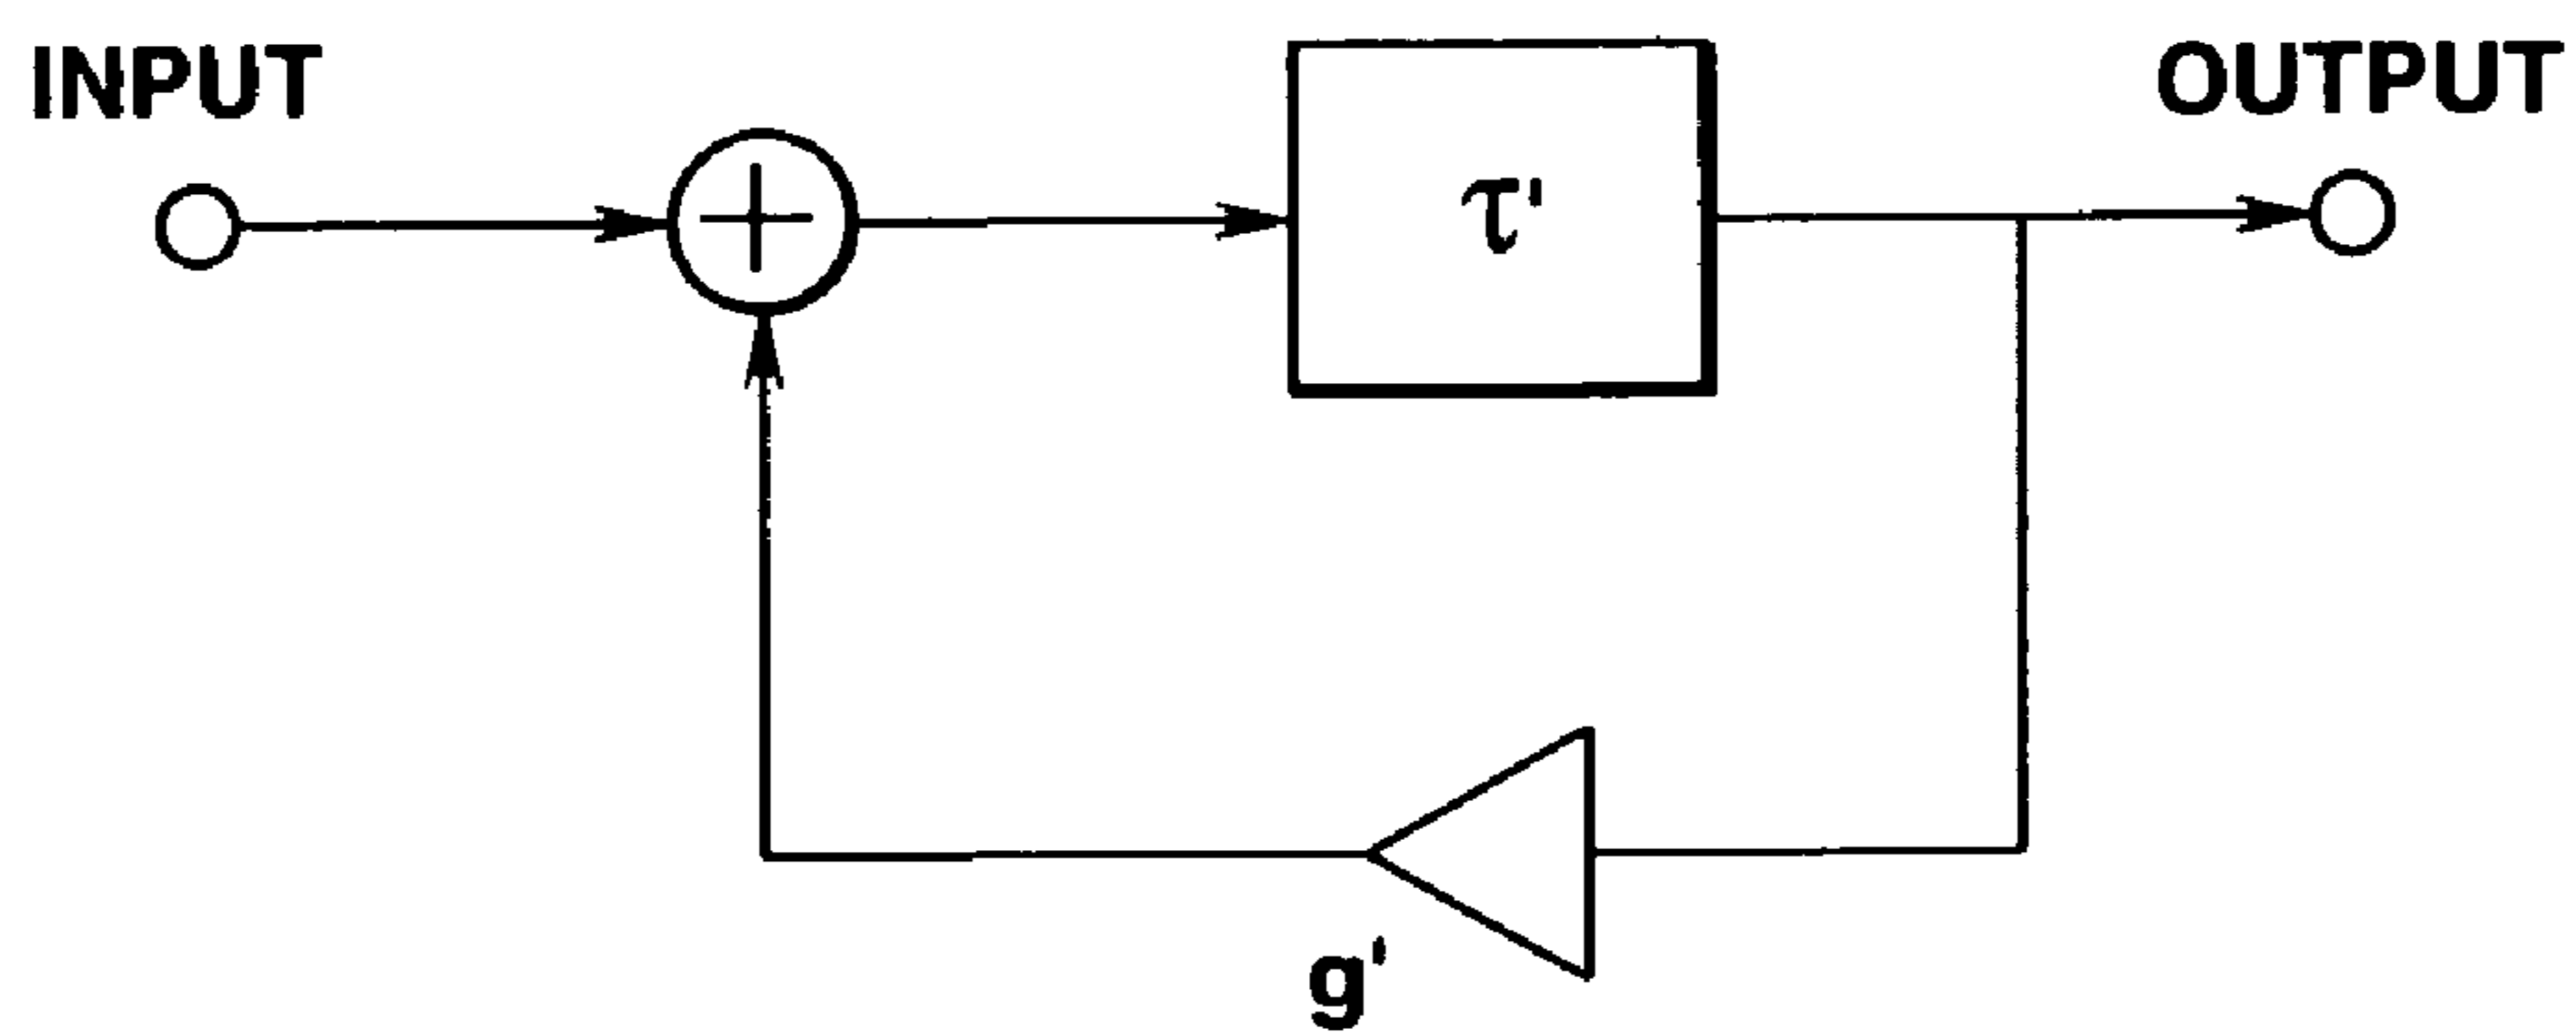 INPUT
OUTPUT
+
τ'
g'